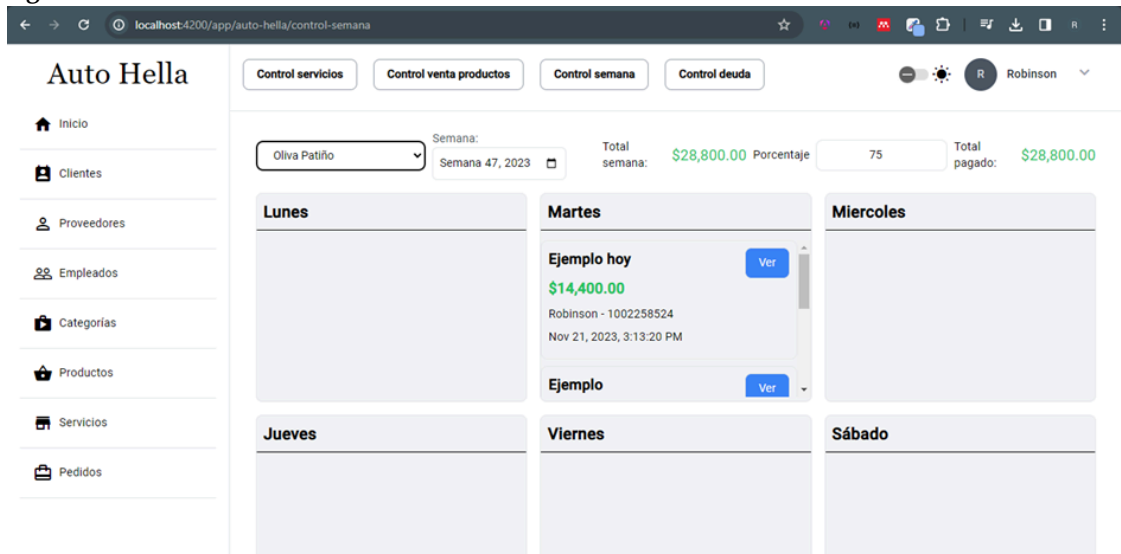 localhost:4200/app/auto-hella/control-semana
R
Auto Hella
Control servicios
Control venta productos
Control semana
Control deuda
R
Robinson
Inicio
Clientes
Proveedores
Empleados
Categorías
Productos
Servicios
Pedidos
Oliva Patiño
Semana:
Semana 47, 2023
Total
semana:
$28,800.00
Porcentaje
75
Total
pagado:
$28,800.00
Lunes
Martes
Ejemplo hoy
Ver
$14,400.00
Robinson - 1002258524
Nov 21, 2023, 3:13:20 PM
Ejemplo
Ver
Miercoles
Jueves
Viernes
Sábado